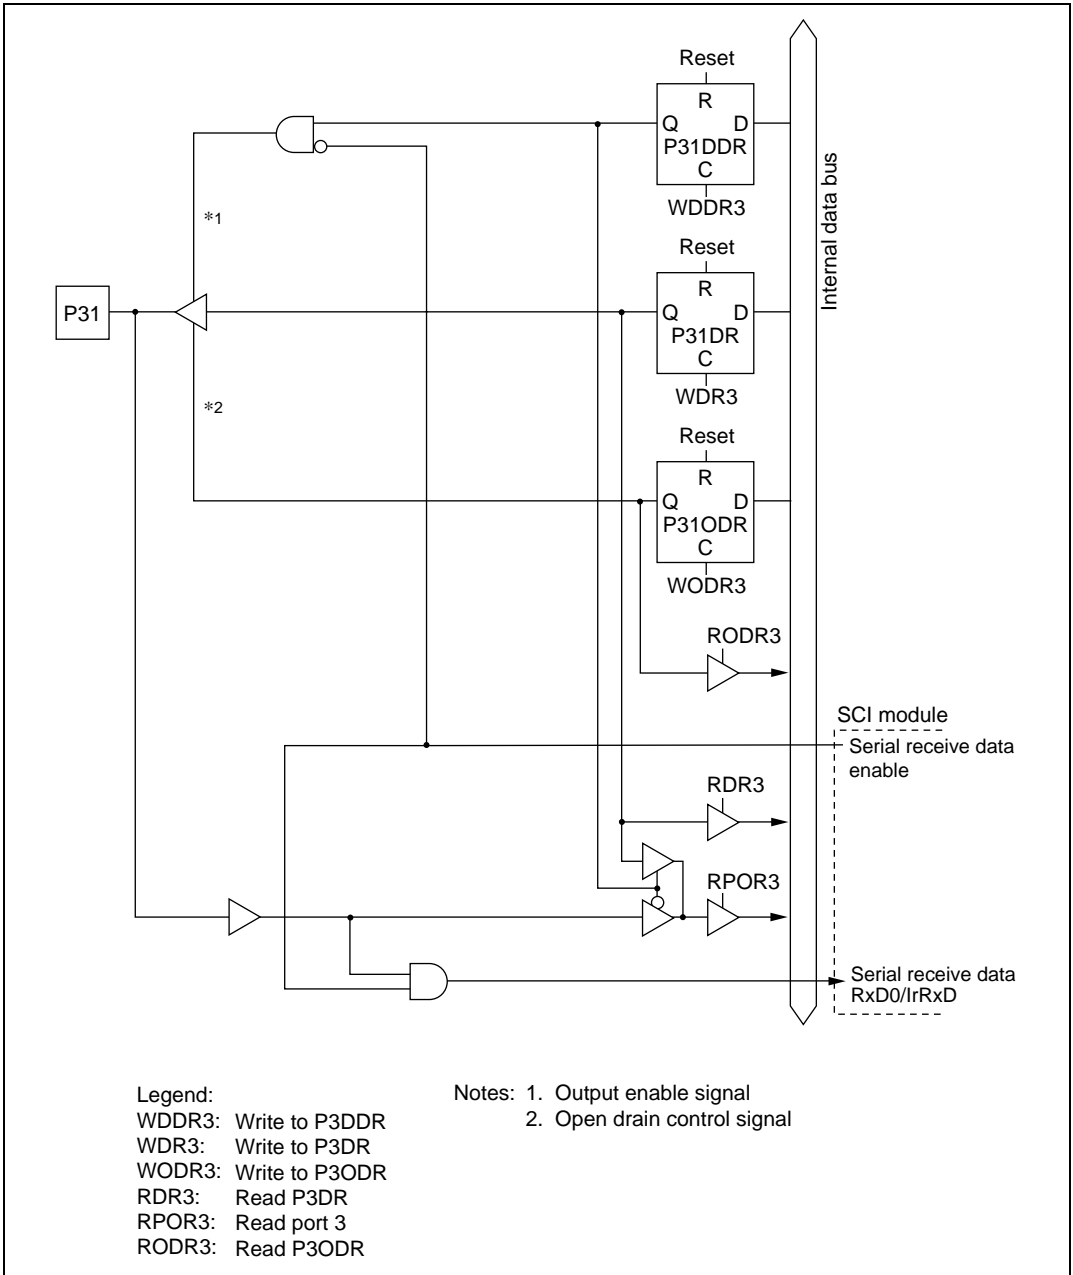 Reset
R
Q D
P31DDR
C
WDDR3
Internal data bus
*1
Reset
R
P31
Q D
P31DR
C
WDR3
*2
Reset
R
Q D
P31ODR
C
WODR3
RODR3
SCI module
Serial receive data
enable
RDR3
RPOR3
Serial receive data
RxD0/IrRxD
Legend:
WDDR3: Write to P3DDR
WDR3: Write to P3DR
WODR3: Write to P3ODR
RDR3: Read P3DR
RPOR3: Read port 3
RODR3: Read P3ODR
Notes: 1. Output enable signal
2. Open drain control signal